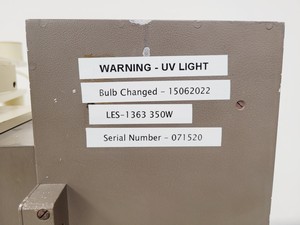 WARNING - UV LIGHT
Bulb Changed - 15062022
LES-1363 350W
Serial Number - 071520